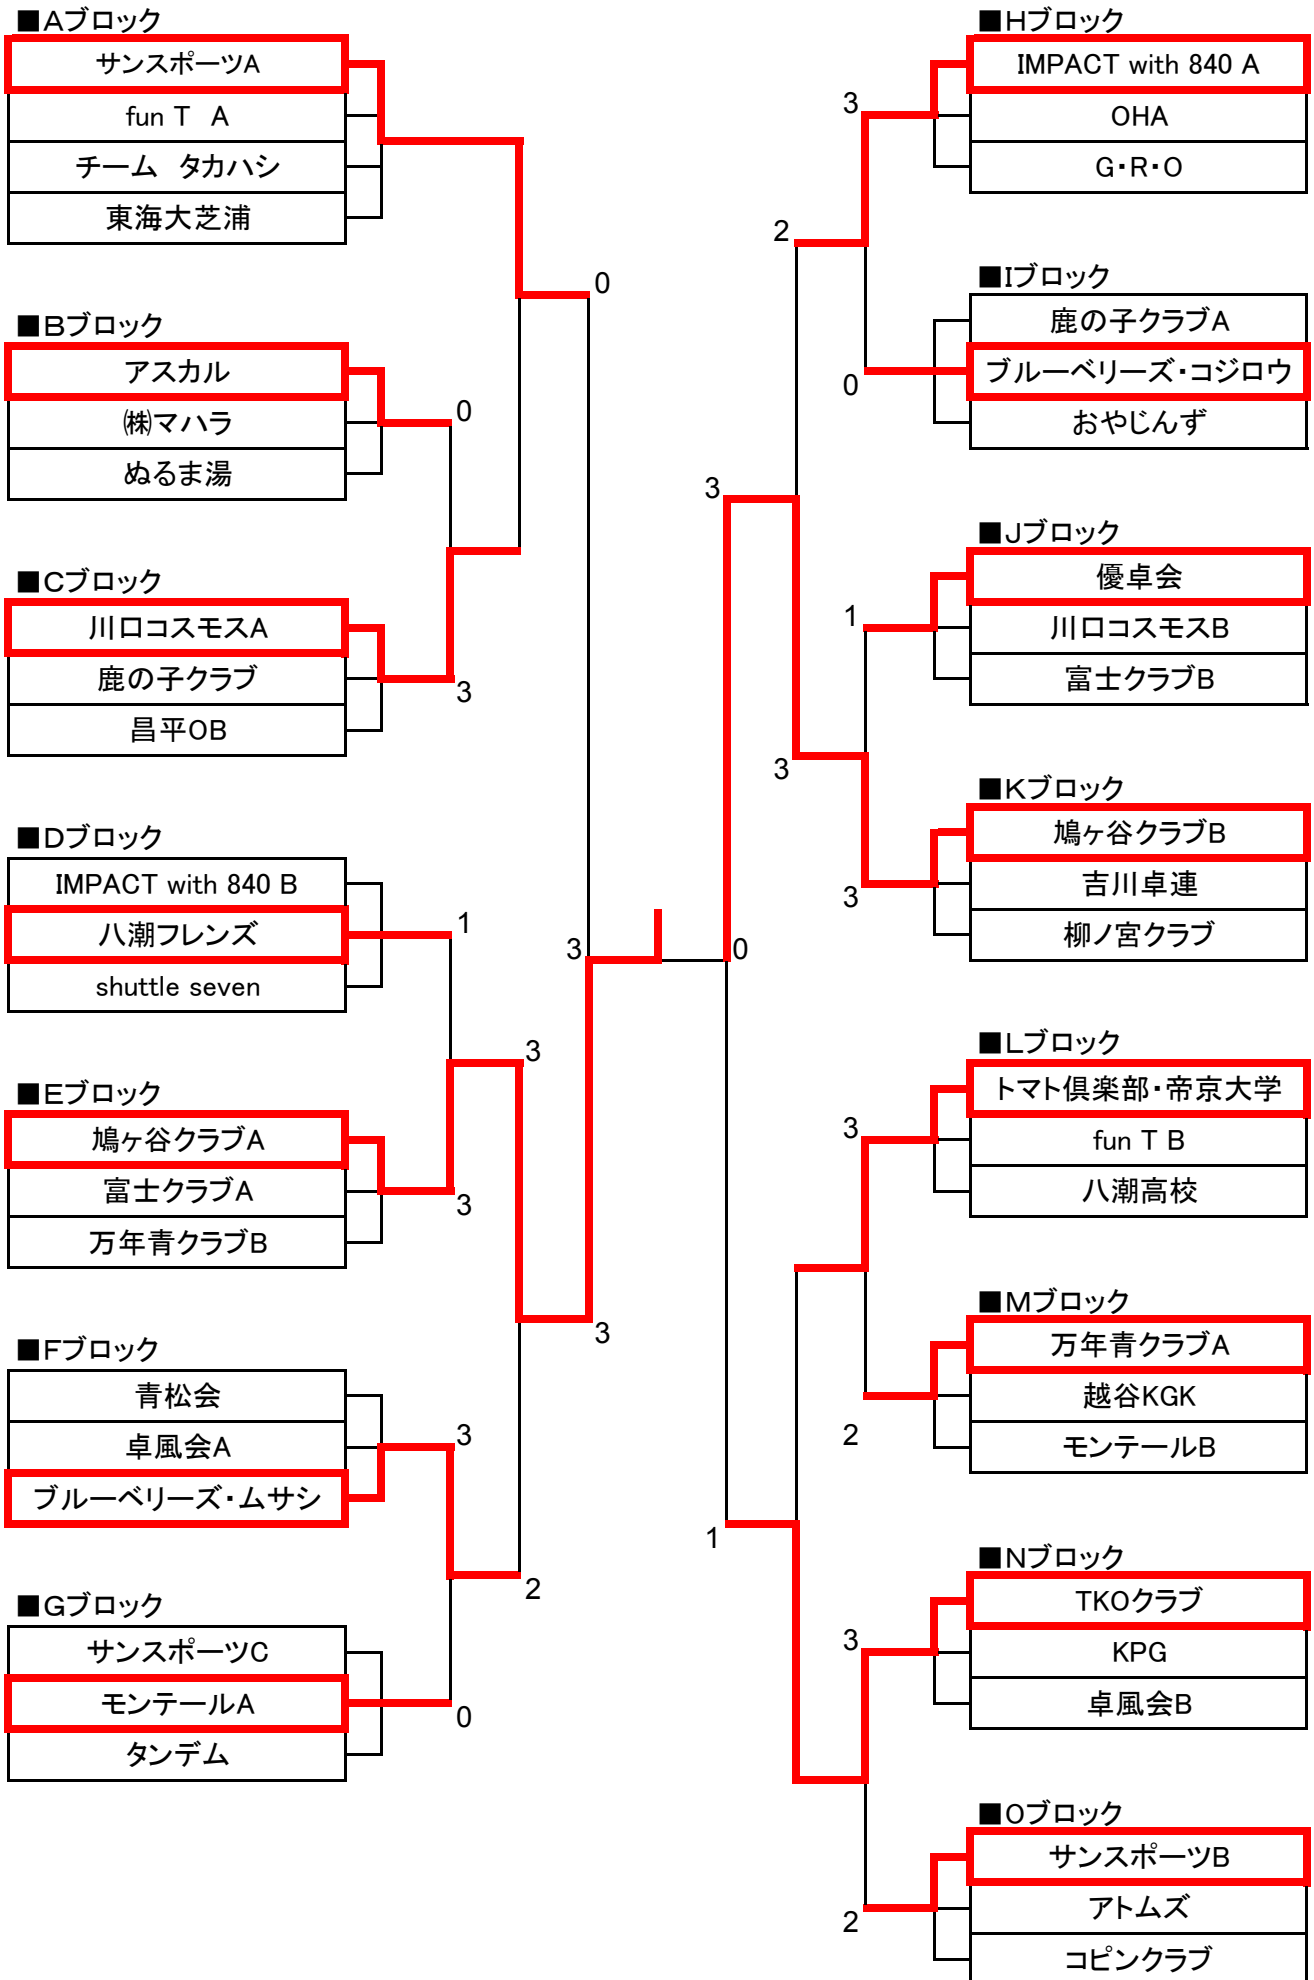 ■Aブロック
サンスポーツA
fun T　A
チーム　タカハシ
東海大芝浦
0
■Bブロック
アスカル
㈱マハラ
ぬるま湯
0
■Cブロック
川口コスモスA
鹿の子クラブ
昌平OB
3
■Dブロック
IMPACT with 840 B
八潮フレンズ
shuttle seven
1
3
3
■Eブロック
鳩ヶ谷クラブA
富士クラブA
万年青クラブB
3
3
■Fブロック
青松会
卓風会A
ブルーベリーズ・ムサシ
3
2
■Gブロック
サンスポーツC
モンテールA
タンデム
0
■Hブロック
IMPACT with 840 A
OHA
G・R・O
3
2
■Iブロック
鹿の子クラブA
ブルーベリーズ・コジロウ
おやじんず
0
3
■Jブロック
優卓会
川口コスモスB
富士クラブB
1
3
■Kブロック
鳩ヶ谷クラブB
吉川卓連
柳ノ宮クラブ
3
0
■Lブロック
トマト倶楽部・帝京大学
fun T B
八潮高校
3
■Mブロック
万年青クラブA
越谷KGK
モンテールB
2
1
■Nブロック
TKOクラブ
KPG
卓風会B
3
■Oブロック
サンスポーツB
アトムズ
コピンクラブ
2